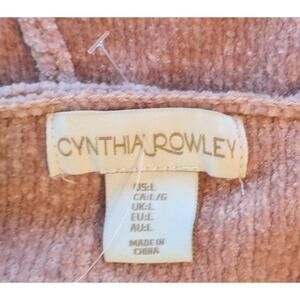 CYNTHIA ROWLEY
US:L
CA:L/G
UK:L
EU:L
AU:L
MADE IN
CHINA